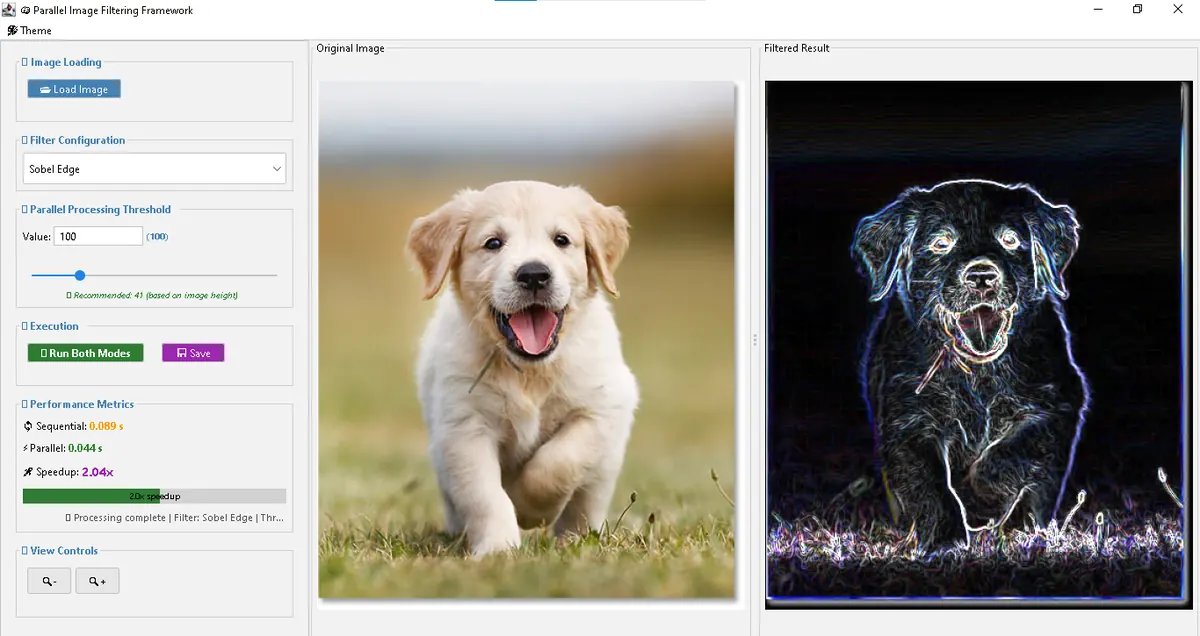 Parallel Image Filtering Framework
Theme
Image Loading
Load Image
Filter Configuration
Sobel Edge
Parallel Processing Threshold
Value: 100 (100)
Recommended: 41 (based on image height)
Execution
Run Both Modes
Save
Performance Metrics
Sequential: 0.089 s
Parallel: 0.044 s
Speedup: 2.04x
2.0x speedup
Processing complete | Filter: Sobel Edge | Thr...
View Controls
-
+
Original Image
Filtered Result